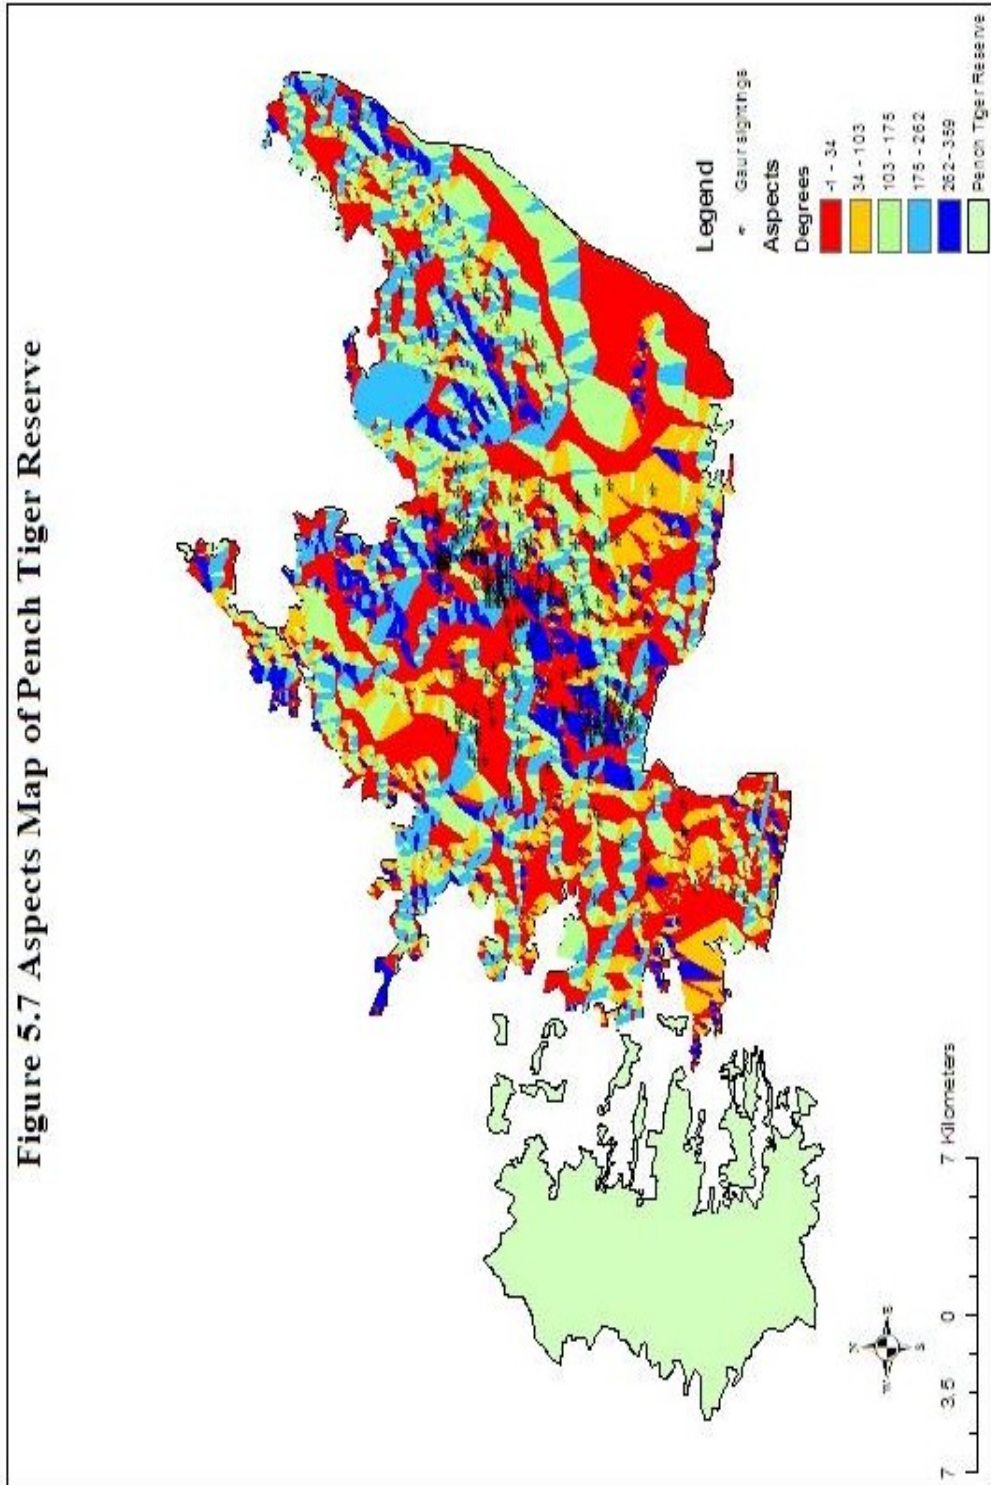 Figure 5.7 Aspects Map of Pench Tiger Reserve
Legend
Gaur sightings
Aspects
Degrees
-1 - 34
34 - 103
103 - 175
175 - 262
262 - 359
Pench Tiger Reserve
N
W
E
S
7 3.5 0 7 Kilometers